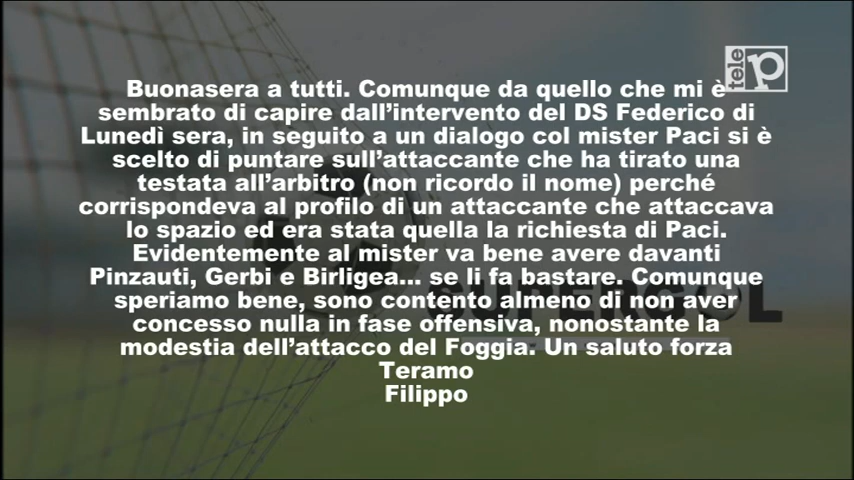 tele p
Buonasera a tutti. Comunque da quello che mi è
sembrato di capire dall'intervento del DS Federico di
Lunedì sera, in seguito a un dialogo col mister Paci si è
scelto di puntare sull'attaccante che ha tirato una
testata all'arbitro (non ricordo il nome) perché
corrispondeva al profilo di un attaccante che attaccava
lo spazio ed era stata quella la richiesta di Paci.
Evidentemente al mister va bene avere davanti
Pinzauti, Gerbi e Birligea... se li fa bastare. Comunque
speriamo bene, sono contento almeno di non aver
concesso nulla in fase offensiva, nonostante la
modestia dell'attacco del Foggia. Un saluto forza
Teramo
Filippo
SUPERGOL